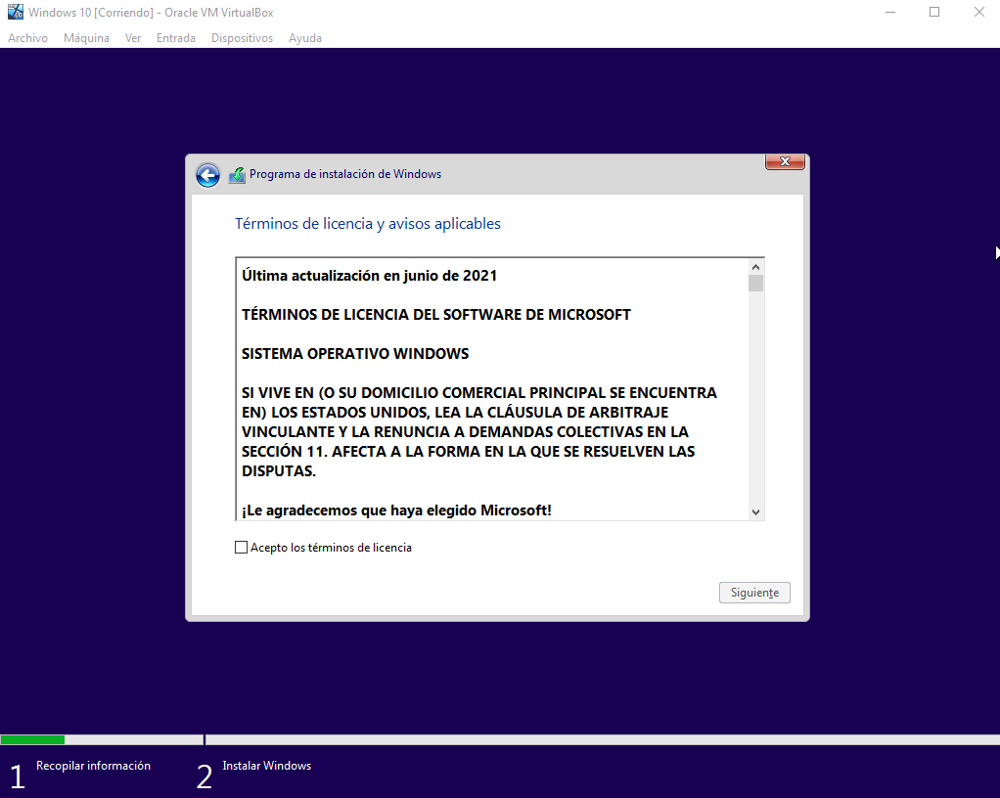 Windows 10 [Corriendo] - Oracle VM VirtualBox
Archivo Máquina Ver Entrada Dispositivos Ayuda
Programa de instalación de Windows
Términos de licencia y avisos aplicables
Última actualización en junio de 2021
TÉRMINOS DE LICENCIA DEL SOFTWARE DE MICROSOFT
SISTEMA OPERATIVO WINDOWS
SI VIVE EN (O SU DOMICILIO COMERCIAL PRINCIPAL SE ENCUENTRA
EN) LOS ESTADOS UNIDOS, LEA LA CLÁUSULA DE ARBITRAJE
VINCULANTE Y LA RENUNCIA A DEMANDAS COLECTIVAS EN LA
SECCIÓN 11. AFECTA A LA FORMA EN LA QUE SE RESUELVEN LAS
DISPUTAS.
¡Le agradecemos que haya elegido Microsoft!
Acepto los términos de licencia
Siguiente
1 Recopilar información
2 Instalar Windows